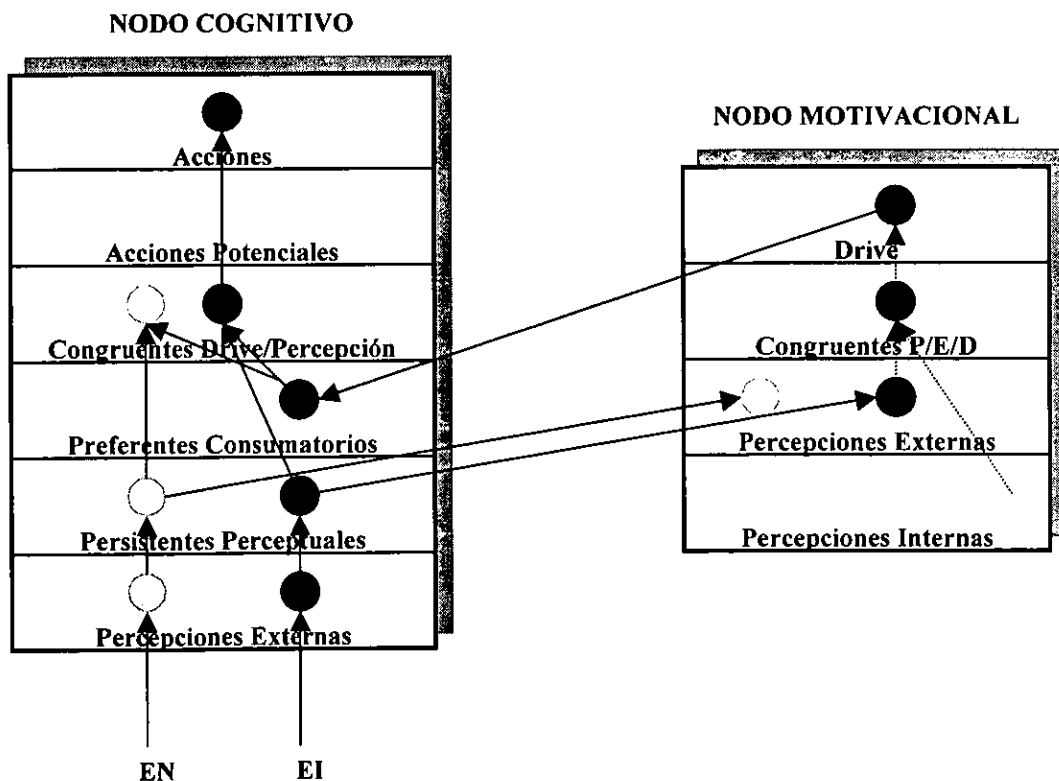 NODO COGNITIVO
Acciones
Acciones Potenciales
Congruentes Drive/Percepción
Preferentes Consumatorios
Persistentes Perceptuales
Percepciones Externas
EN
EI
NODO MOTIVACIONAL
Drive
Congruentes P/E/D
Percepciones Externas
Percepciones Internas